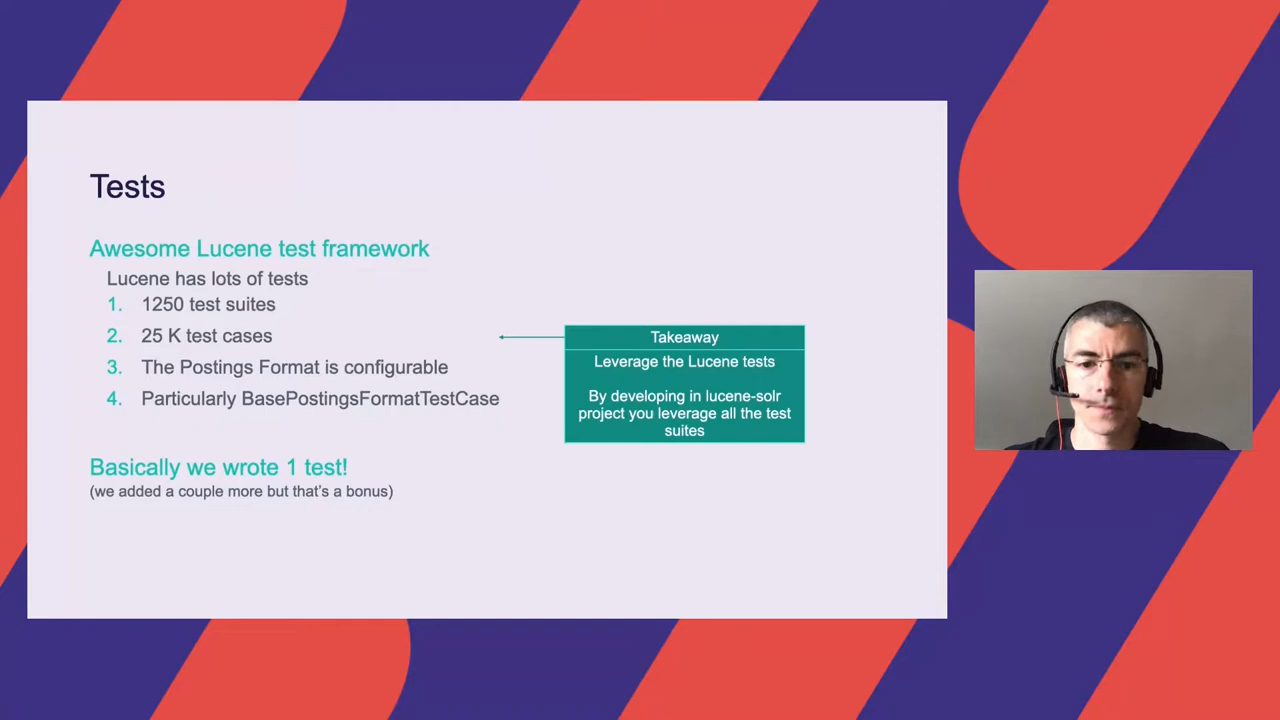 Tests
Awesome Lucene test framework
Lucene has lots of tests
1. 1250 test suites
2. 25 K test cases
3. The Postings Format is configurable
4. Particularly BasePostingsFormatTestCase
Takeaway
Leverage the Lucene tests
By developing in lucene-solr
project you leverage all the test
suites
Basically we wrote 1 test!
(we added a couple more but that's a bonus)